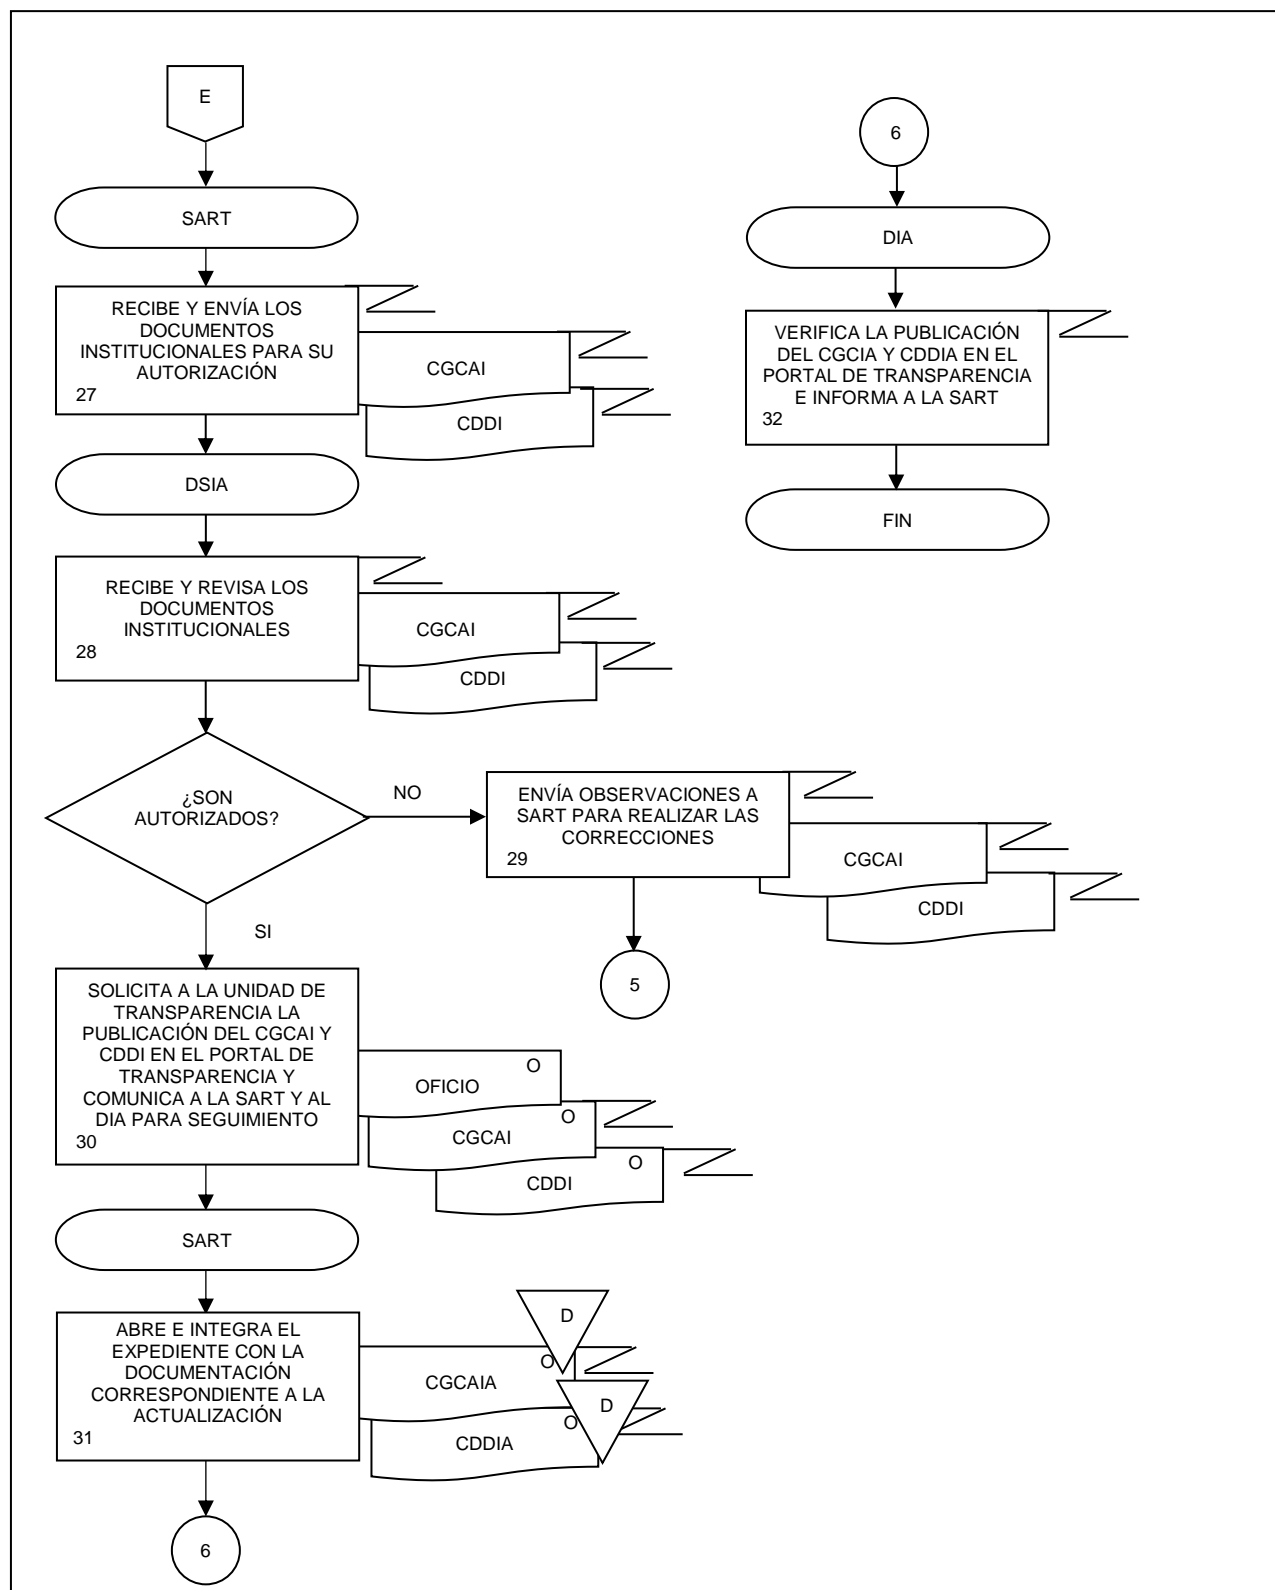 E
SART
RECIBE Y ENVÍA LOS
DOCUMENTOS
INSTITUCIONALES PARA SU
AUTORIZACIÓN
27
CGCAI
CDDI
DSIA
RECIBE Y REVISA LOS
DOCUMENTOS
INSTITUCIONALES
28
CGCAI
CDDI
¿SON
AUTORIZADOS?
NO
ENVÍA OBSERVACIONES A
SART PARA REALIZAR LAS
CORRECCIONES
29
CGCAI
CDDI
5
SI
SOLICITA A LA UNIDAD DE
TRANSPARENCIA LA
PUBLICACIÓN DEL CGCAI Y
CDDI EN EL PORTAL DE
TRANSPARENCIA Y
COMUNICA A LA SART Y AL
DIA PARA SEGUIMIENTO
30
O
OFICIO
O
CGCAI
O
CDDI
SART
ABRE E INTEGRA EL
EXPEDIENTE CON LA
DOCUMENTACIÓN
CORRESPONDIENTE A LA
ACTUALIZACIÓN
31
D
O
CGCAIA
D
O
CDDIA
6
6
DIA
VERIFICA LA PUBLICACIÓN
DEL CGCIA Y CDDIA EN EL
PORTAL DE TRANSPARENCIA
E INFORMA A LA SART
32
FIN